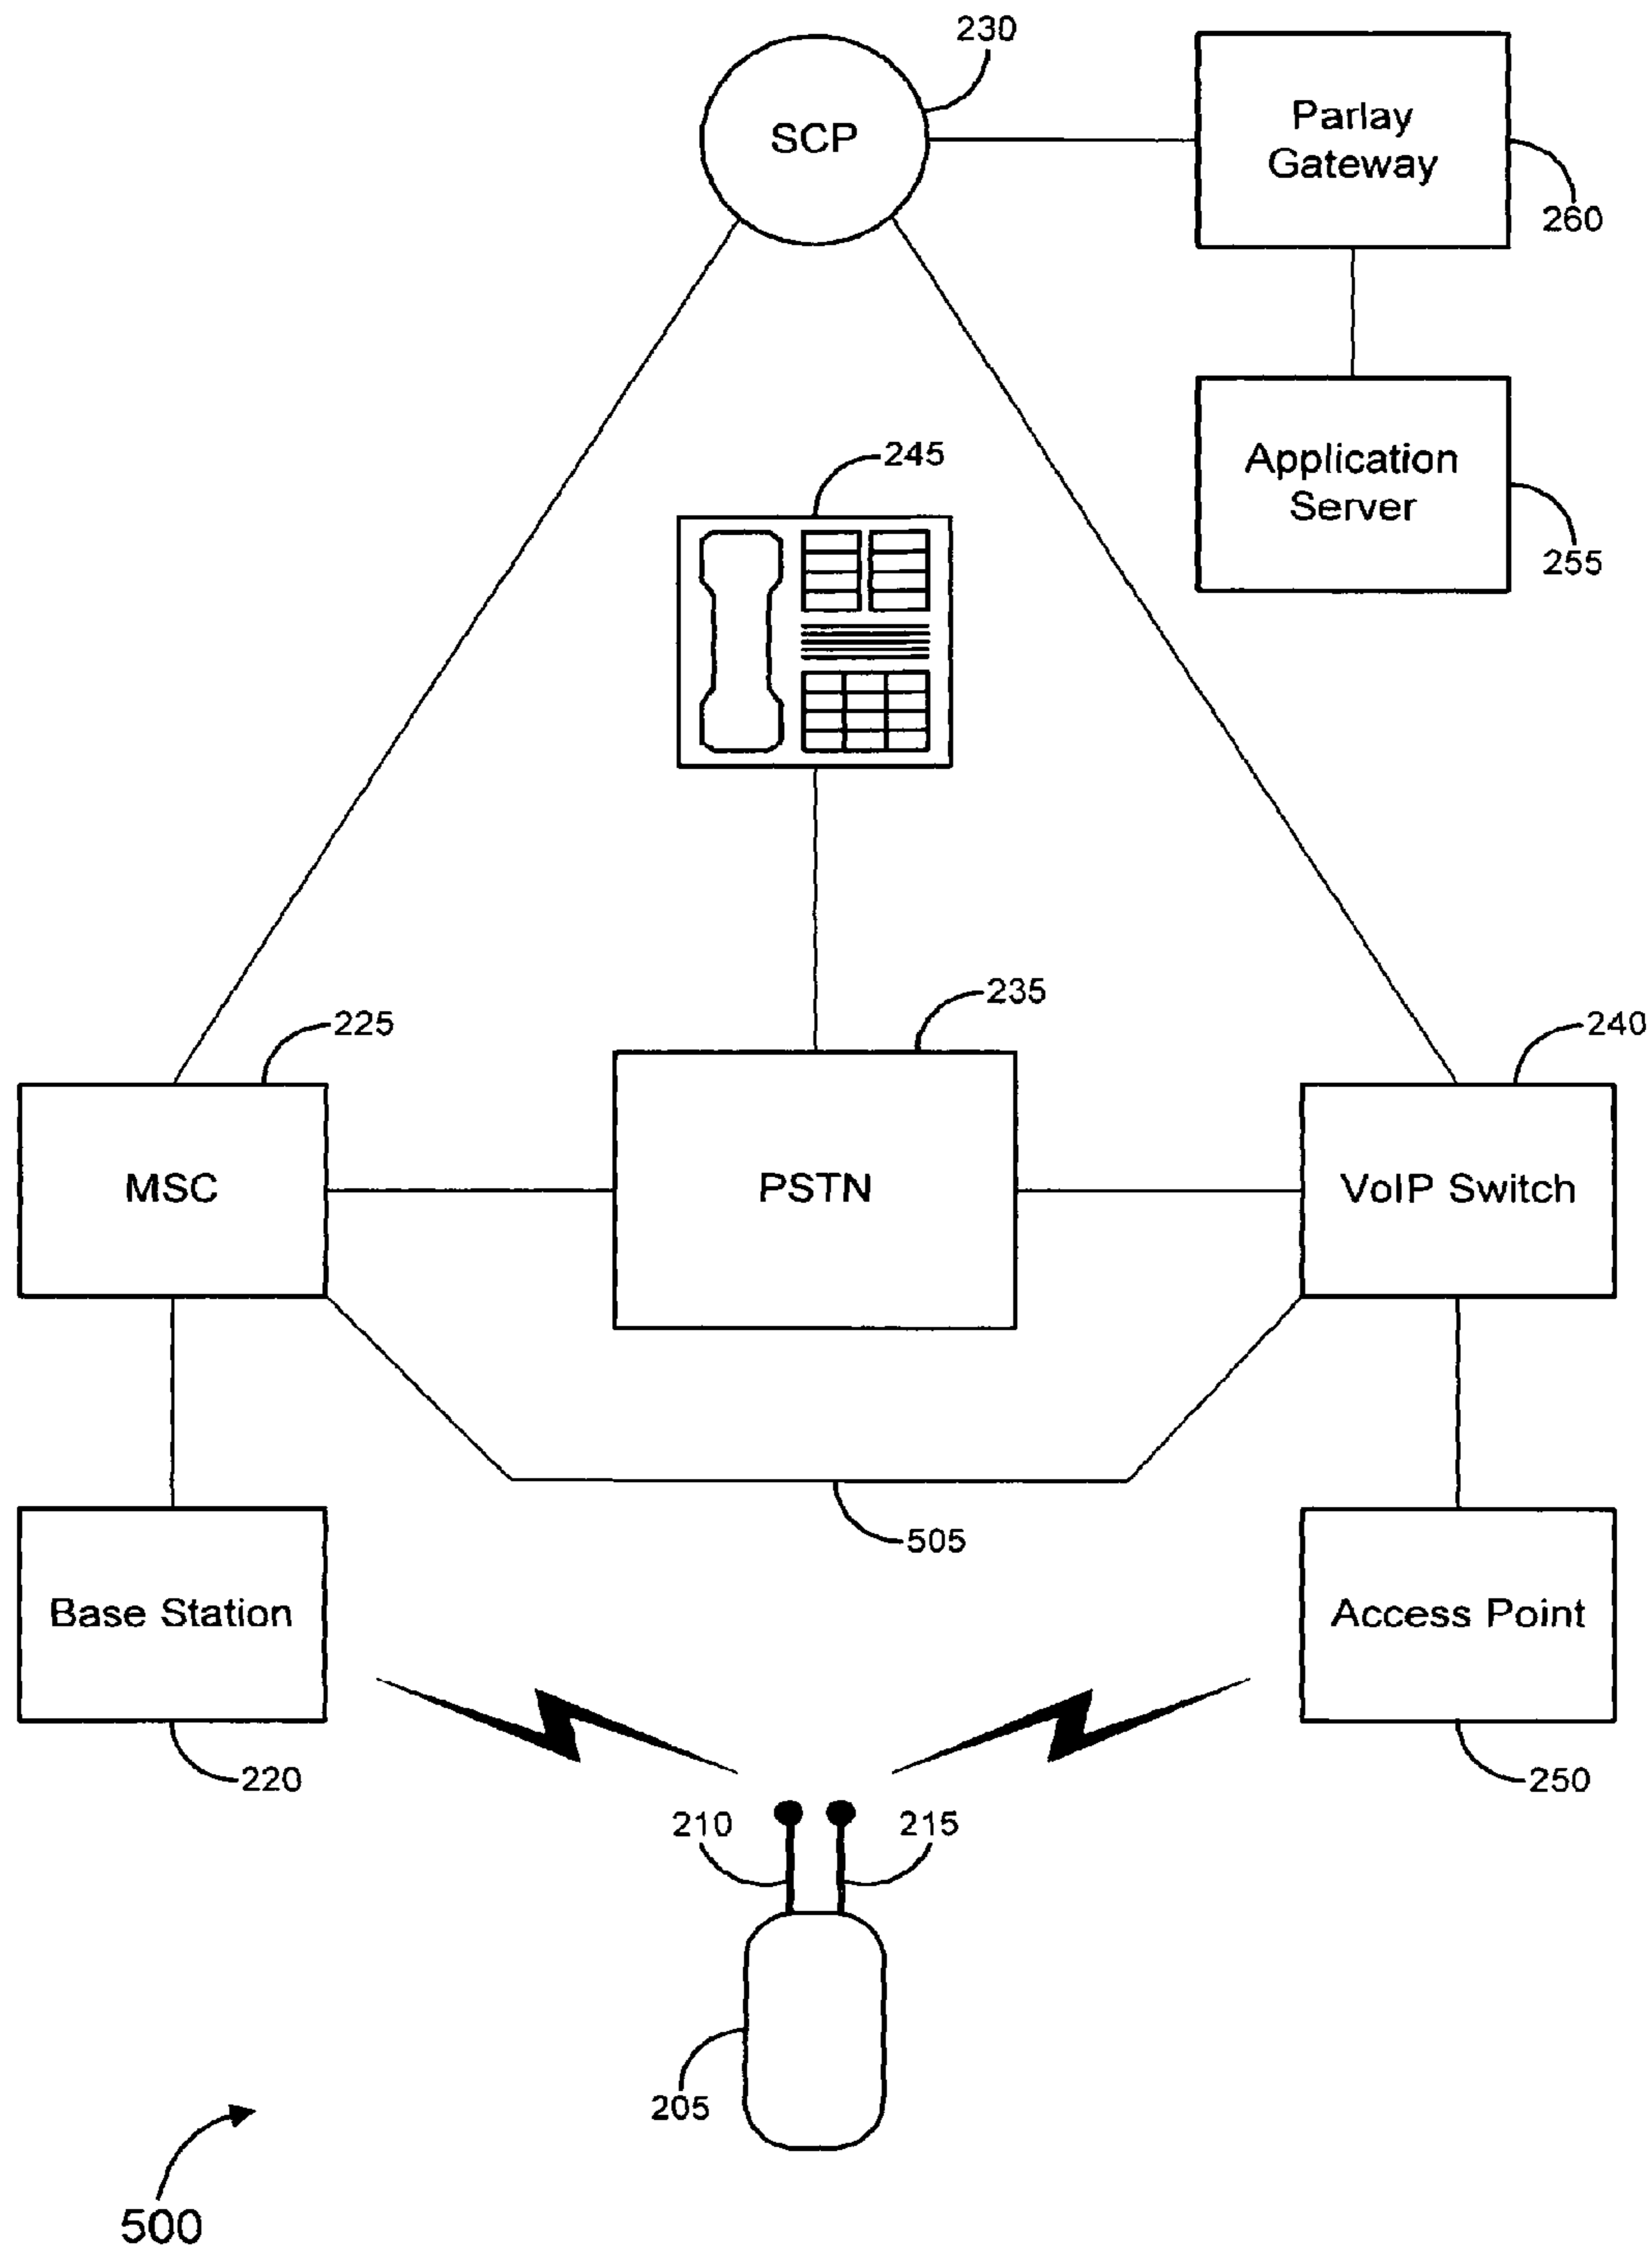 230
SCP
Parlay
Gateway
260
245
Application
Server
255
235
225
240
MSC
PSTN
VoIP Switch
505
Base Station
Access Point
220
250
210
215
205
500